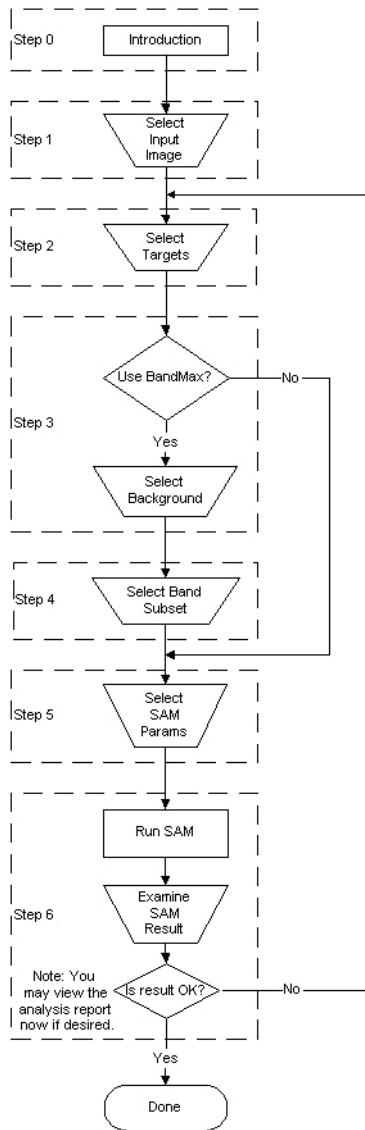 Step 0
Introduction
Step 1
Select
Input
Image
Step 2
Select
Targets
Step 3
Use BandMax?
No
Yes
Select
Background
Step 4
Select Band
Subset
Step 5
Select
SAM
Params
Step 6
Run SAM
Examine
SAM
Result
Note: You
may view the
analysis report
now if desired.
Is result OK?
No
Yes
Done